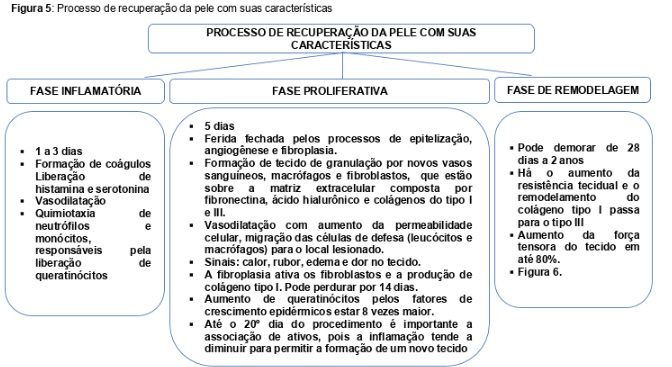 Figura 5: Processo de recuperação da pele com suas características
PROCESSO DE RECUPERAÇÃO DA PELE COM SUAS
CARACTERÍSTICAS
FASE INFLAMATÓRIA
▪ 1 a 3 dias
▪ Formação de coágulos
Liberação de
histamina e serotonina
▪ Vasodilatação
▪ Quimiotaxia de
neutrófilos e
monócitos,
responsáveis pela
liberação de
queratinócitos
FASE PROLIFERATIVA
▪ 5 dias
▪ Ferida fechada pelos processos de epitelização,
angiogênese e fibroplasia.
▪ Formação de tecido de granulação por novos vasos
sanguíneos, macrófagos e fibroblastos, que estão
sobre a matriz extracelular composta por
fibronectina, ácido hialurônico e colágenos do tipo I
e III.
▪ Vasodilatação com aumento da permeabilidade
celular, migração das células de defesa (leucócitos e
macrófagos) para o local lesionado.
▪ Sinais: calor, rubor, edema e dor no tecido.
▪ A fibroplasia ativa os fibroblastos e a produção de
colágeno tipo I. Pode perdurar por 14 dias.
▪ Aumento de queratinócitos pelos fatores de
crescimento epidérmicos estar 8 vezes maior.
▪ Até o 20º dia do procedimento é importante a
associação de ativos, pois a inflamação tende a
diminuir para permitir a formação de um novo tecido
FASE DE REMODELAGEM
▪ Pode demorar de 28
dias a 2 anos
▪ Há o aumento da
resistência tecidual e o
remodelamento do
colágeno tipo I passa
para o tipo III
▪ Aumento da força
tensora do tecido em
até 80%.
▪ Figura 6.